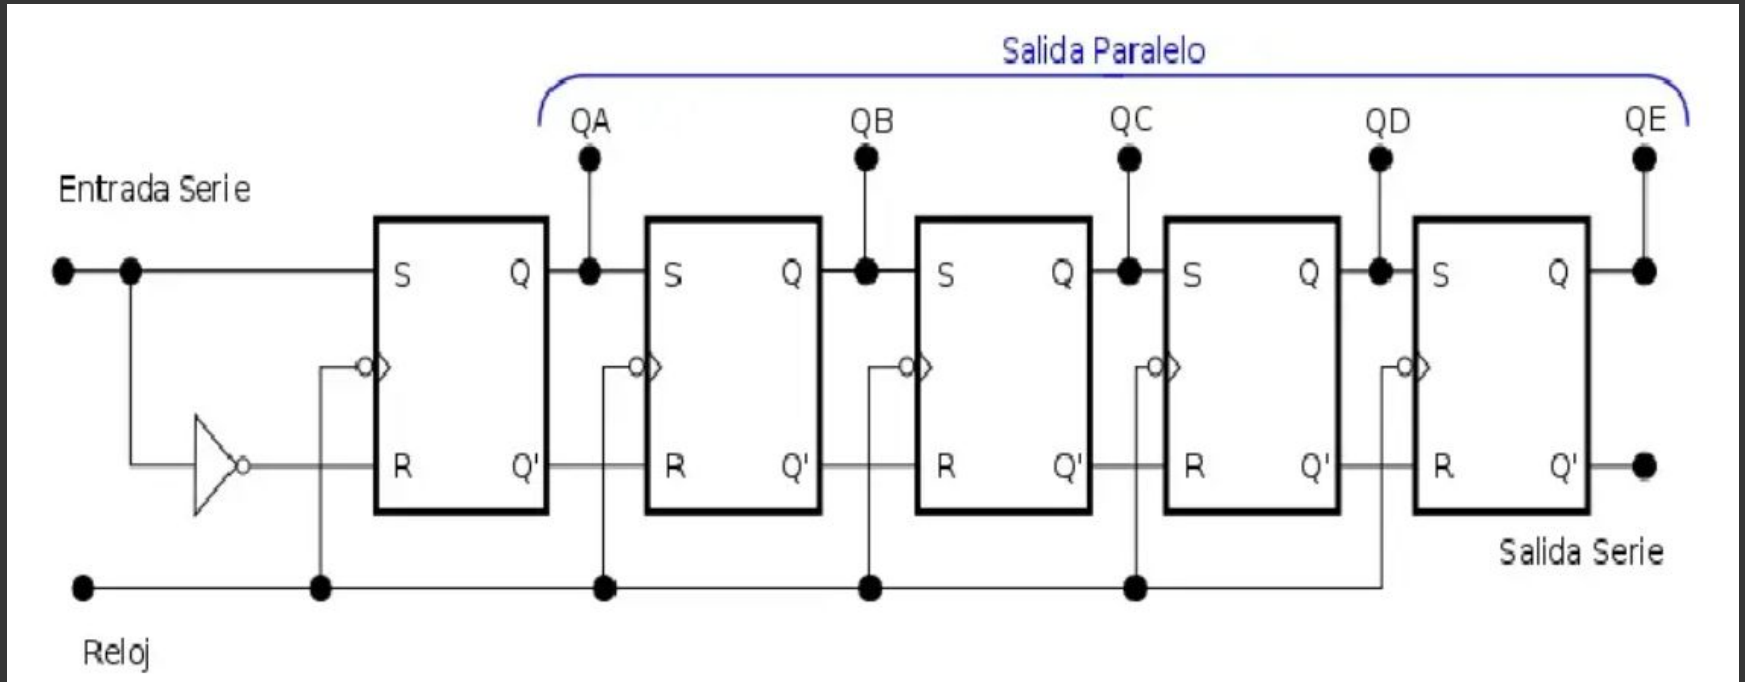 Salida Paralelo
QA QB QC QD QE
Entrada Serie
S Q S Q S Q S Q S Q
R Q' R Q' R Q' R Q' R Q'
Salida Serie
Reloj